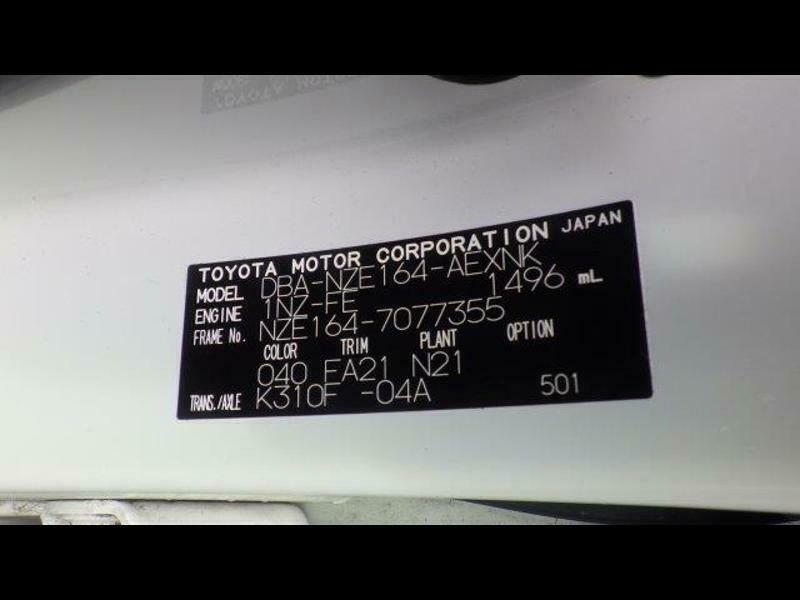 TOYOTA MOTOR CORPORATION JAPAN
MODEL DBA-NZE164-AEXNK
ENGINE 1NZ-FE 1496 mL
FRAME No. NZE164-7077355
COLOR TRIM PLANT OPTION
040 FA21 N21
TRANS./AXLE K310F -04A 501